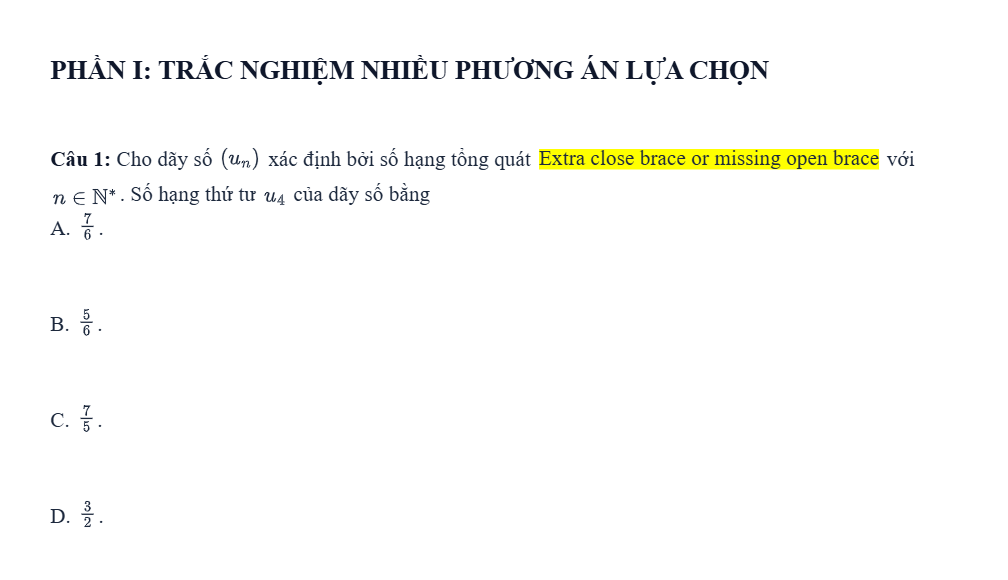 PHẦN I: TRẮC NGHIỆM NHIỀU PHƯƠNG ÁN LỰA CHỌN
Câu 1: Cho dãy số (uₙ) xác định bởi số hạng tổng quát Extra close brace or missing open brace với
n ∈ ℕ*. Số hạng thứ tư u₄ của dãy số bằng
A. 7/6.
B. 5/6.
C. 7/5.
D. 3/2.